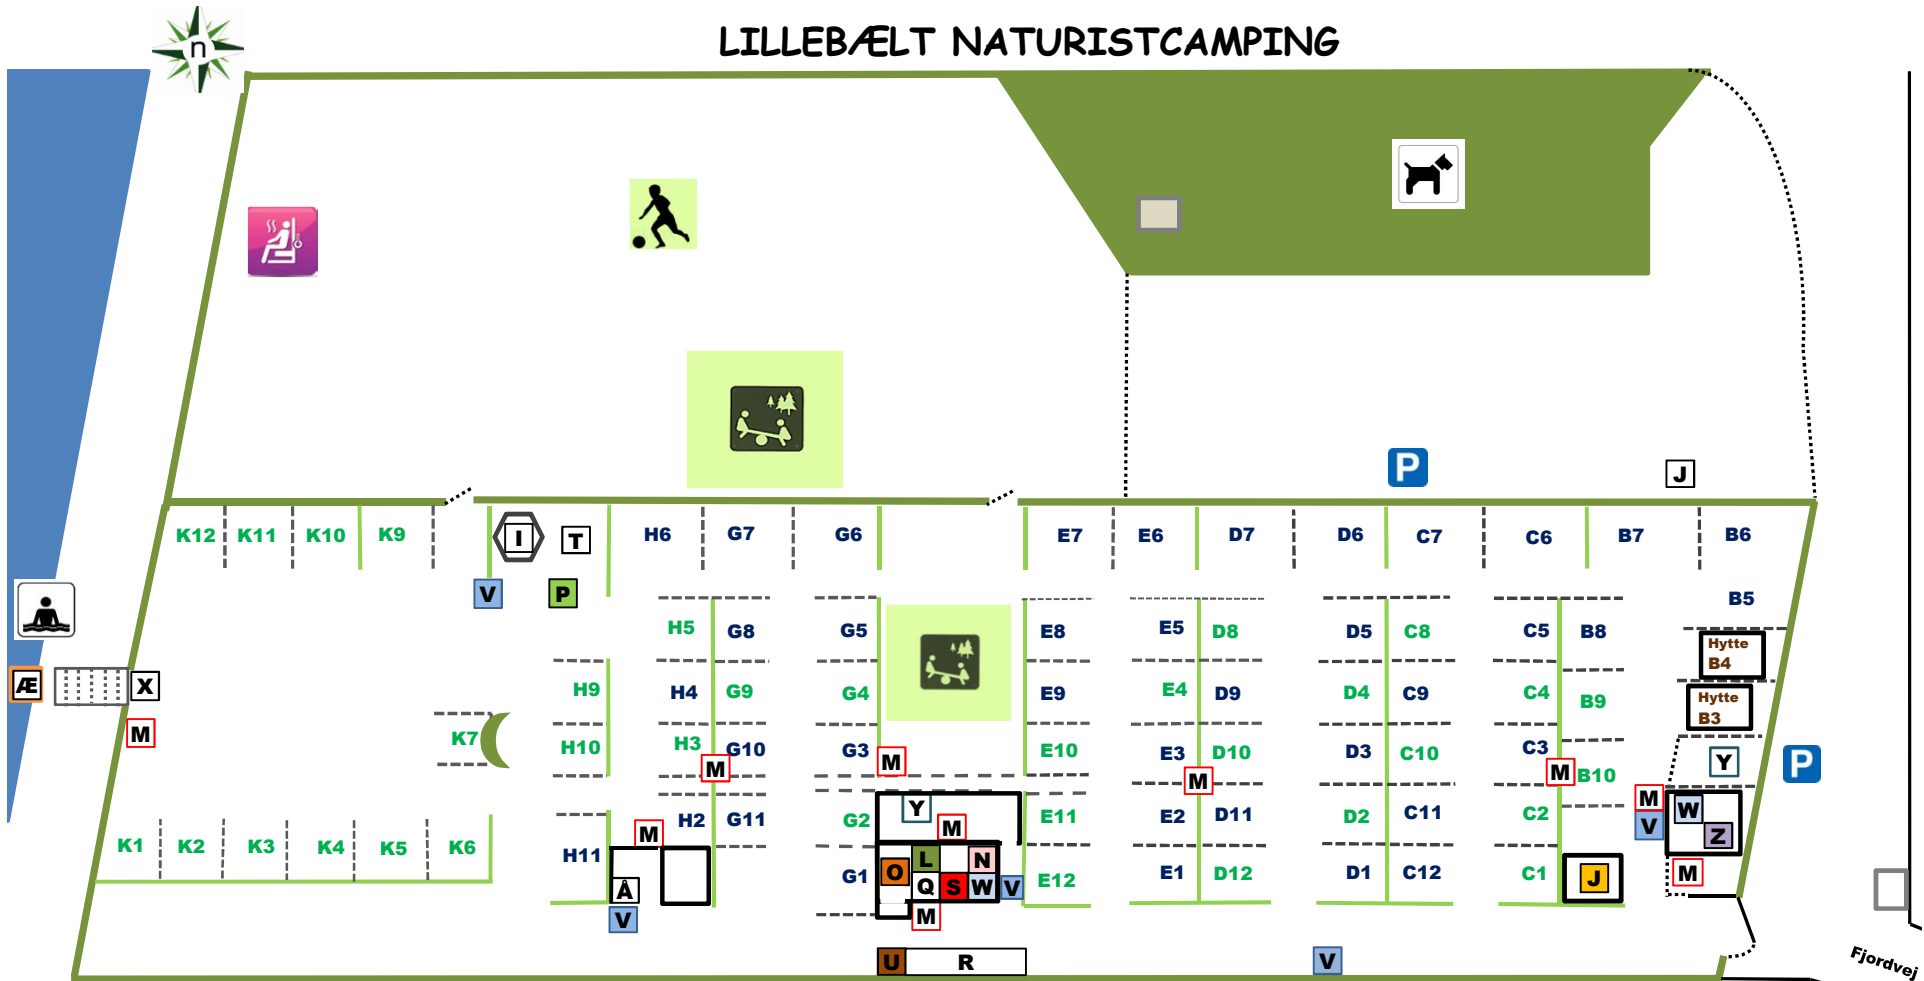 n
LILLEBÆLT NATURISTCAMPING
P
J
K12 K11 K10 K9 I T H6 G7 G6 E7 E6 D7 D6 C7 C6 B7 B6
V P B5
H5 G8 G5 E8 E5 D8 D5 C8 C5 B8
Hytte
B4
Æ X H9 H4 G9 G4 E9 E4 D9 D4 C9 C4 B9
Hytte
B3
M K7 H10 H3 G10 G3 E10 E3 D10 D3 C10 C3
M M M M B10 Y P
K1 K2 K3 K4 K5 K6 M H2 G11 G2 Y M E11 E2 D11 D2 C11 C2 M V W Z
H11 Å G1 O L N Q S W V E12 E1 D12 D1 C12 C1 J M
V M
U R V
Fjordvej